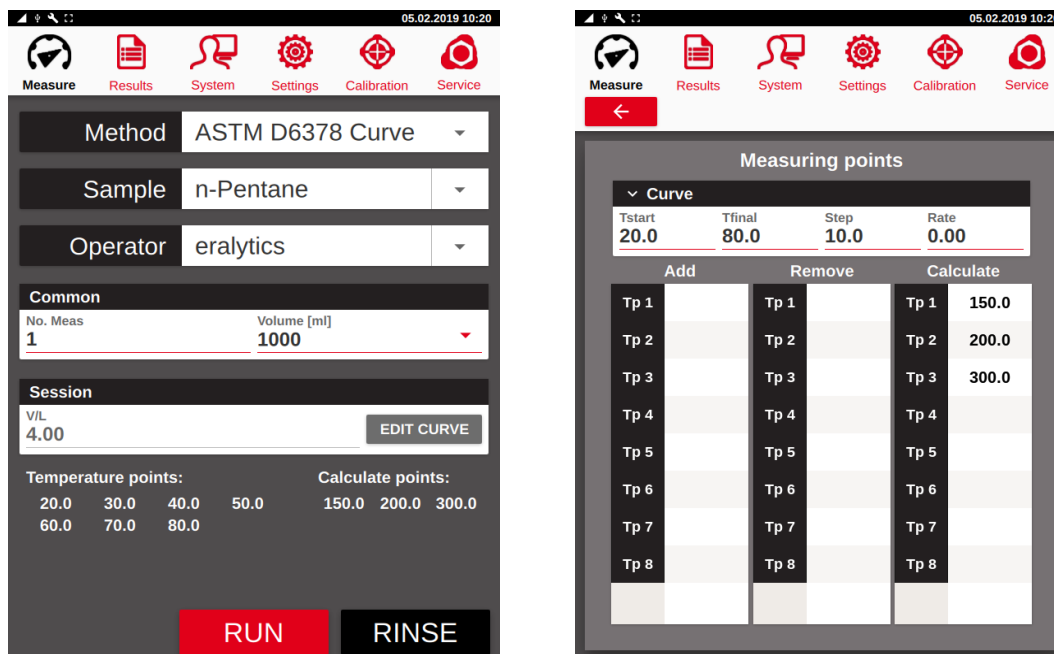 05.02.2019 10:20
Measure Results System Settings Calibration Service
Method ASTM D6378 Curve
Sample n-Pentane
Operator eralytics
Common
No. Meas Volume [ml]
1 1000
Session
V/L
4.00 EDIT CURVE
Temperature points: Calculate points:
20.0 30.0 40.0 50.0 150.0 200.0 300.0
60.0 70.0 80.0
RUN RINSE
05.02.2019 10:20
Measure Results System Settings Calibration Service
Measuring points
Curve
Tstart Tfinal Step Rate
20.0 80.0 10.0 0.00
Add Remove Calculate
Tp 1 Tp 1 Tp 1 150.0
Tp 2 Tp 2 Tp 2 200.0
Tp 3 Tp 3 Tp 3 300.0
Tp 4 Tp 4 Tp 4
Tp 5 Tp 5 Tp 5
Tp 6 Tp 6 Tp 6
Tp 7 Tp 7 Tp 7
Tp 8 Tp 8 Tp 8